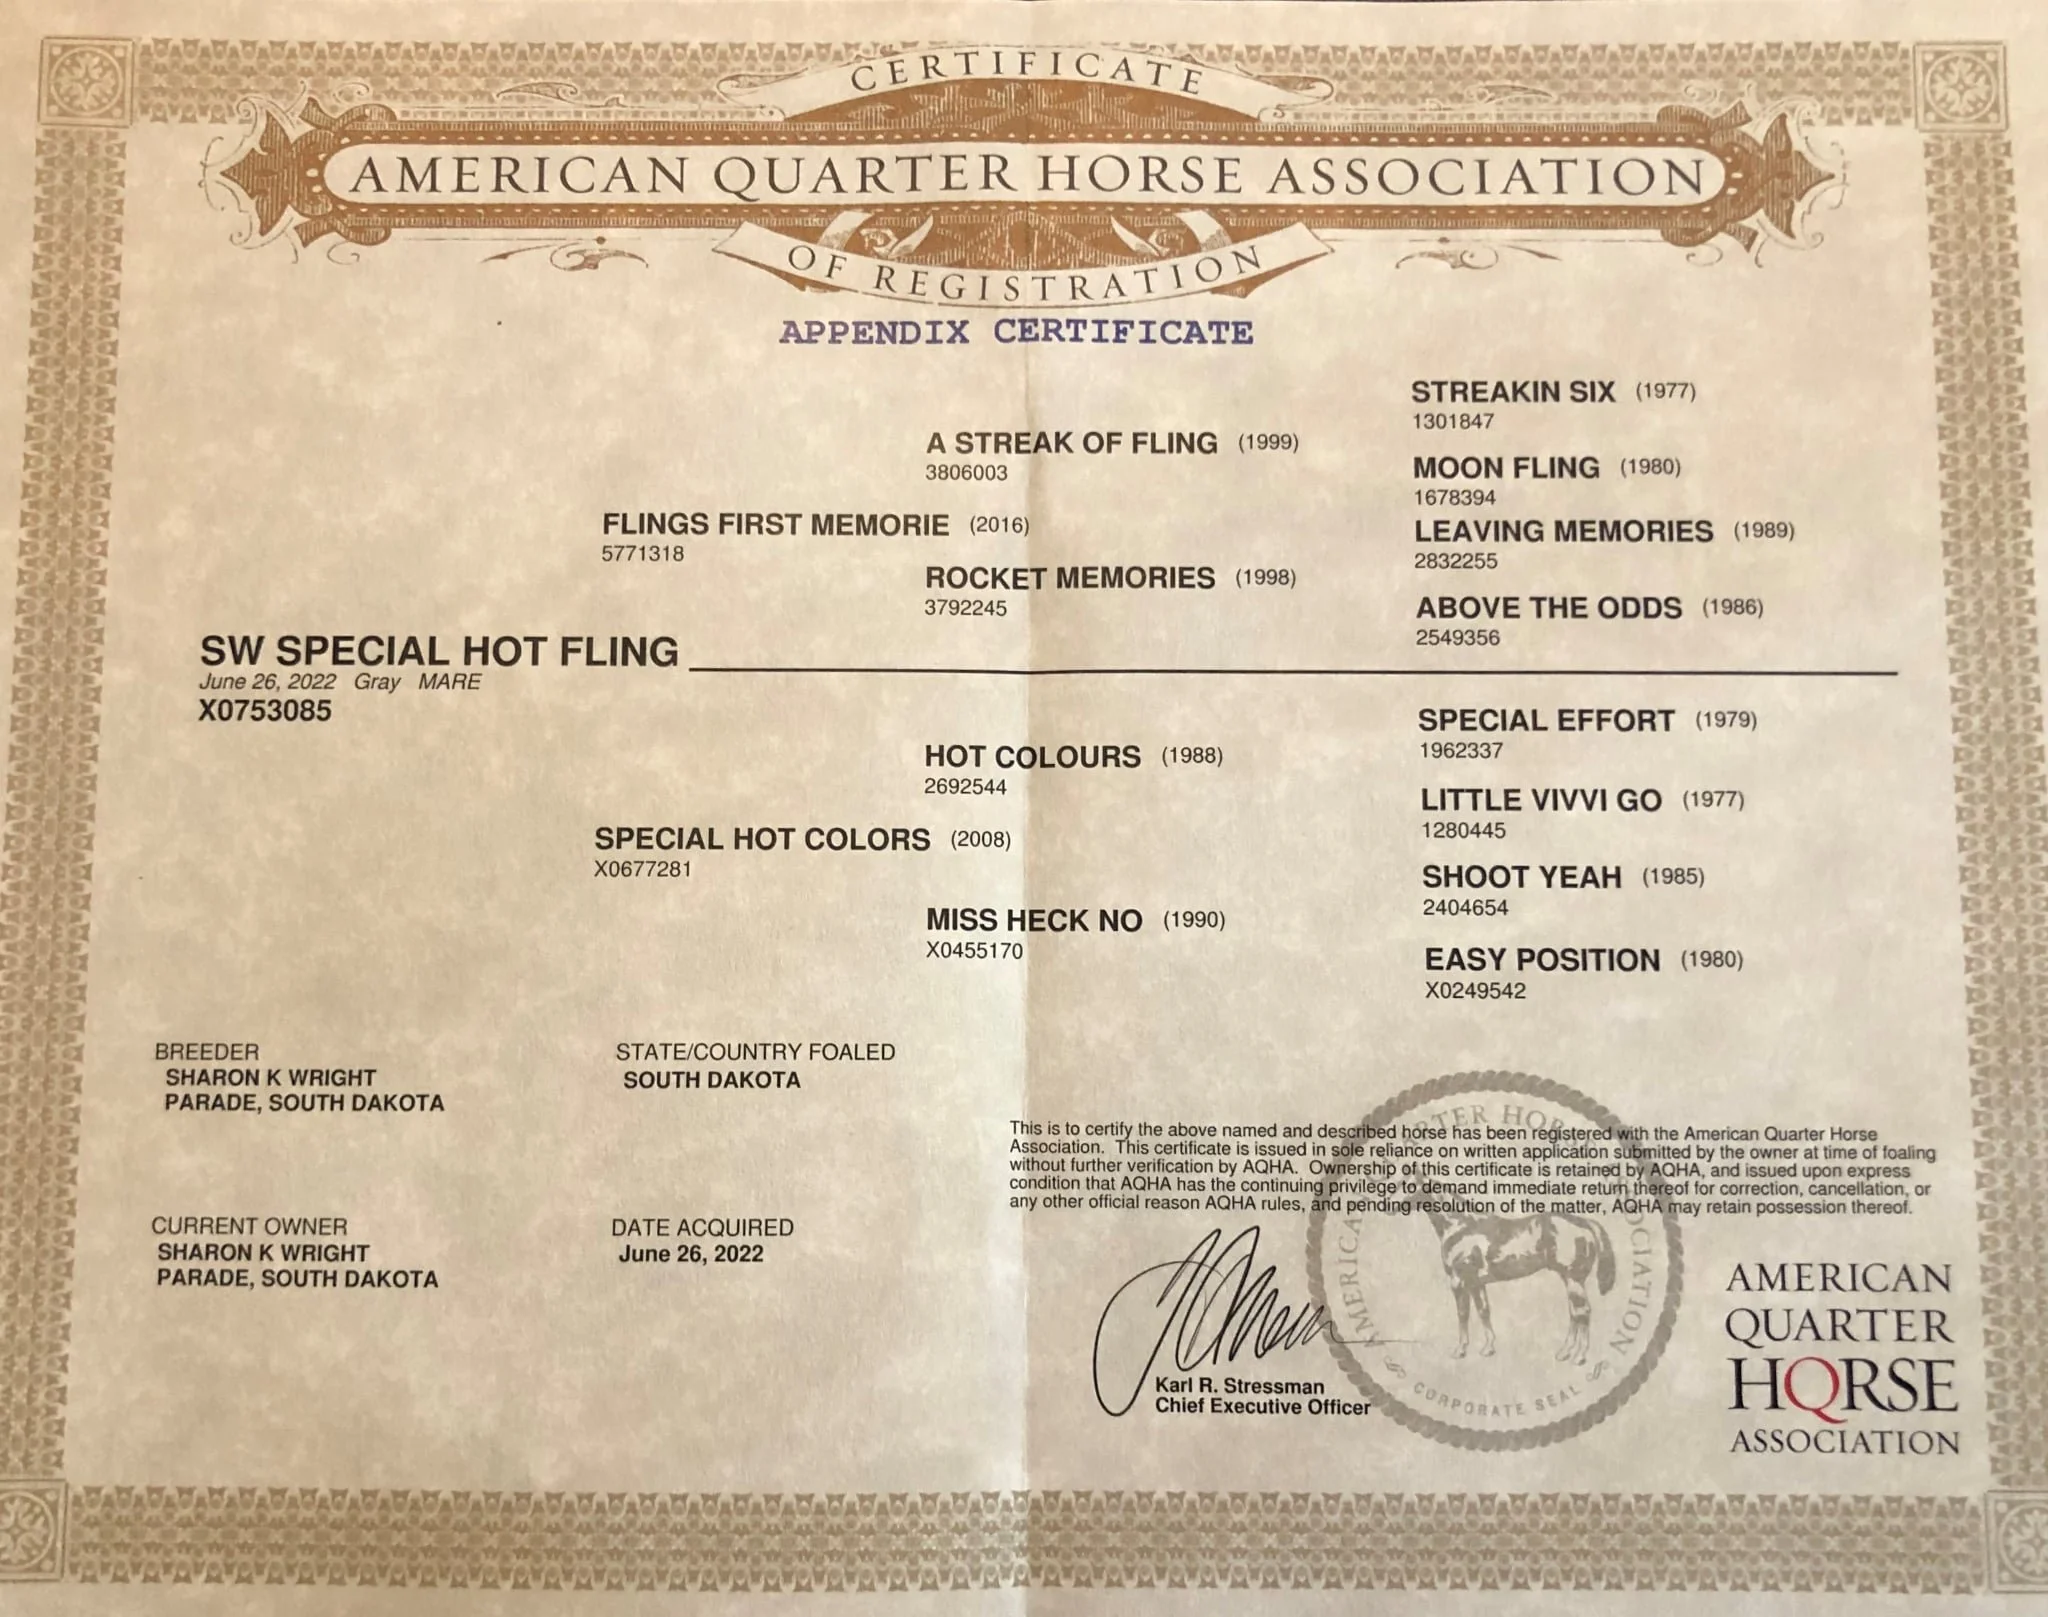 CERTIFICATE
AMERICAN QUARTER HORSE ASSOCIATION
OF REGISTRATION
APPENDIX CERTIFICATE
STREAKIN SIX (1977)
1301847
A STREAK OF FLING (1999)
3806003
MOON FLING (1980)
1678394
FLINGS FIRST MEMORIE (2016)
5771318
LEAVING MEMORIES (1989)
2832255
ROCKET MEMORIES (1998)
3792245
ABOVE THE ODDS (1986)
2549356
SW SPECIAL HOT FLING
June 26, 2022 Gray MARE
X0753085
SPECIAL EFFORT (1979)
1962337
HOT COLOURS (1988)
2692544
LITTLE VIVVI GO (1977)
1280445
SPECIAL HOT COLORS (2008)
X0677281
SHOOT YEAH (1985)
2404654
MISS HECK NO (1990)
X0455170
EASY POSITION (1980)
X0249542
BREEDER
SHARON K WRIGHT
PARADE, SOUTH DAKOTA
STATE/COUNTRY FOALED
SOUTH DAKOTA
CURRENT OWNER
SHARON K WRIGHT
PARADE, SOUTH DAKOTA
DATE ACQUIRED
June 26, 2022
This is to certify the above named and described horse has been registered with the American Quarter Horse
Association. This certificate is issued in sole reliance on written application submitted by the owner at time of foaling
without further verification by AQHA. Ownership of this certificate is retained by AQHA, and issued upon express
condition that AQHA has the continuing privilege to demand immediate return thereof for correction, cancellation, or
any other official reason AQHA rules, and pending resolution of the matter, AQHA may retain possession thereof.
Karl R. Stressman
Chief Executive Officer
AMERICAN QUARTER HORSE ASSOCIATION
CORPORATE SEAL
AMERICAN
QUARTER
HORSE
ASSOCIATION